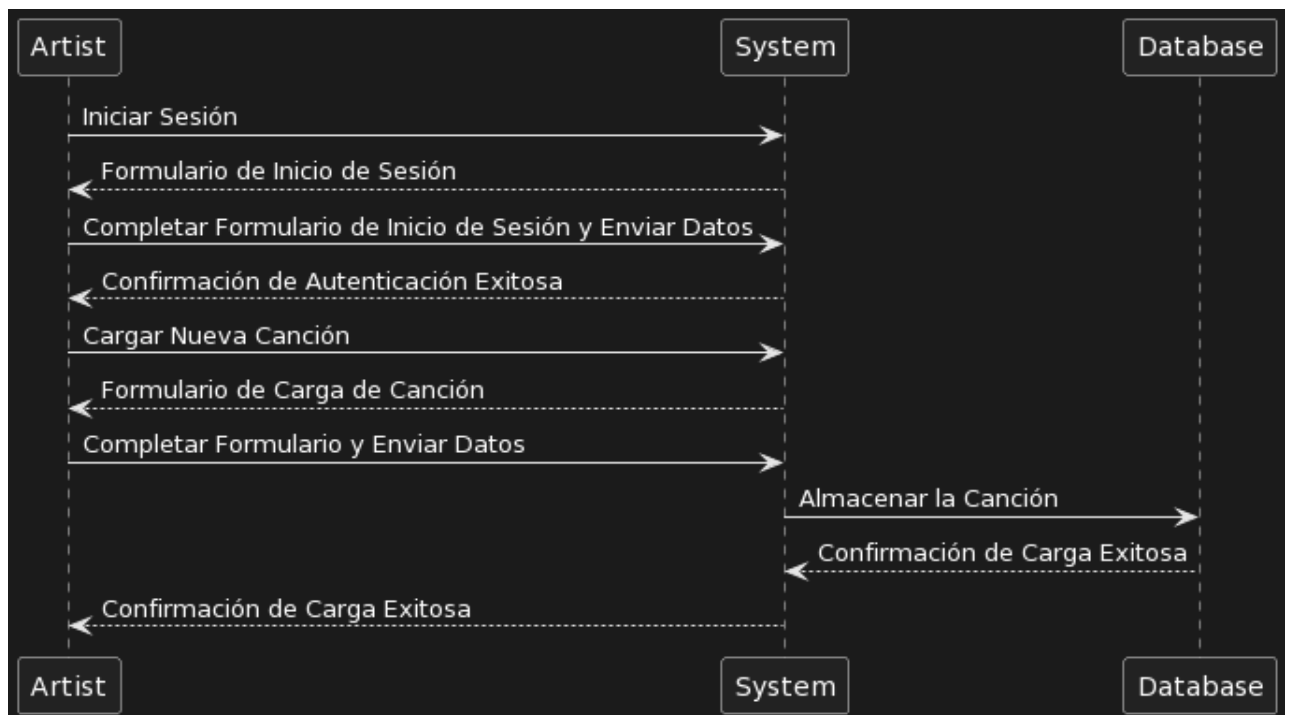 Artist System Database
Iniciar Sesión
Formulario de Inicio de Sesión
Completar Formulario de Inicio de Sesión y Enviar Datos
Confirmación de Autenticación Exitosa
Cargar Nueva Canción
Formulario de Carga de Canción
Completar Formulario y Enviar Datos
Almacenar la Canción
Confirmación de Carga Exitosa
Confirmación de Carga Exitosa
Artist System Database